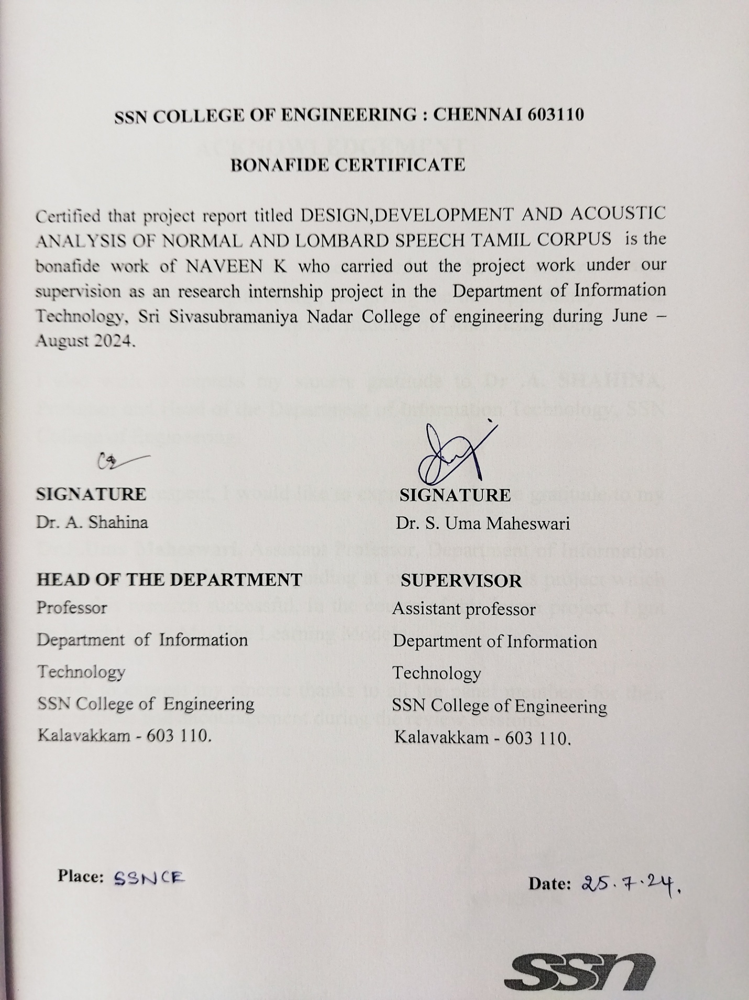 SSN COLLEGE OF ENGINEERING : CHENNAI 603110
BONAFIDE CERTIFICATE
Certified that project report titled DESIGN,DEVELOPMENT AND ACOUSTIC
ANALYSIS OF NORMAL AND LOMBARD SPEECH TAMIL CORPUS is the
bonafide work of NAVEEN K who carried out the project work under our
supervision as an research internship project in the Department of Information
Technology, Sri Sivasubramaniya Nadar College of engineering during June –
August 2024.
SIGNATURE
Dr. A. Shahina
HEAD OF THE DEPARTMENT
Professor
Department of Information
Technology
SSN College of Engineering
Kalavakkam - 603 110.
SIGNATURE
Dr. S. Uma Maheswari
SUPERVISOR
Assistant professor
Department of Information
Technology
SSN College of Engineering
Kalavakkam - 603 110.
Place: SSNCE
Date: 25.7.24.
ssn